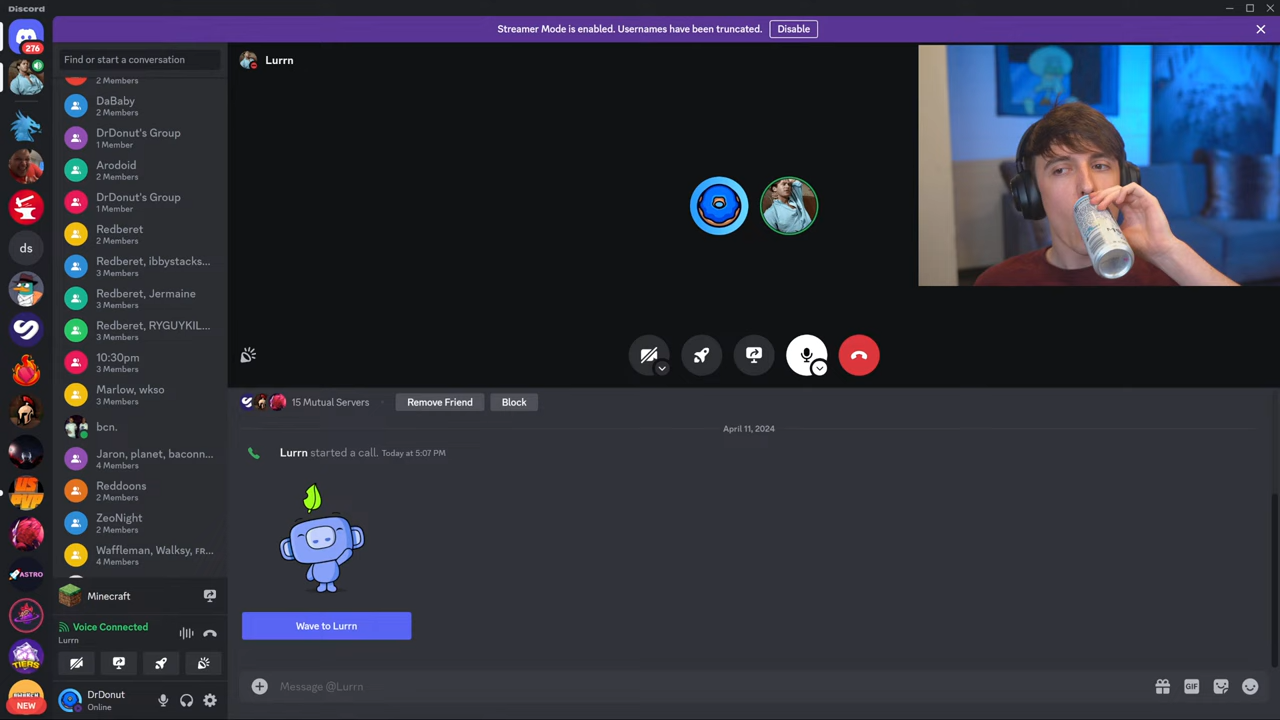 Discord
Streamer Mode is enabled. Usernames have been truncated.
Disable
276
Find or start a conversation
2 Members
DaBaby
2 Members
DrDonut's Group
1 Member
Arodoid
2 Members
DrDonut's Group
1 Member
Redberet
2 Members
Redberet, ibbystacks...
3 Members
Redberet, Jermaine
3 Members
Redberet, RYGUYKIL...
3 Members
10:30pm
3 Members
Marlow, wkso
3 Members
bcn.
Jaron, planet, baconn...
4 Members
Reddoons
2 Members
ZeoNight
2 Members
Waffleman, Walksy, FR...
4 Members
ds
ASTRO
TIERS
NEW
Minecraft
Voice Connected
Lurrn
DrDonut
Online
Lurrn
15 Mutual Servers
Remove Friend
Block
April 11, 2024
Lurrn started a call. Today at 5:07 PM
Wave to Lurrn
Message @Lurrn
GIF